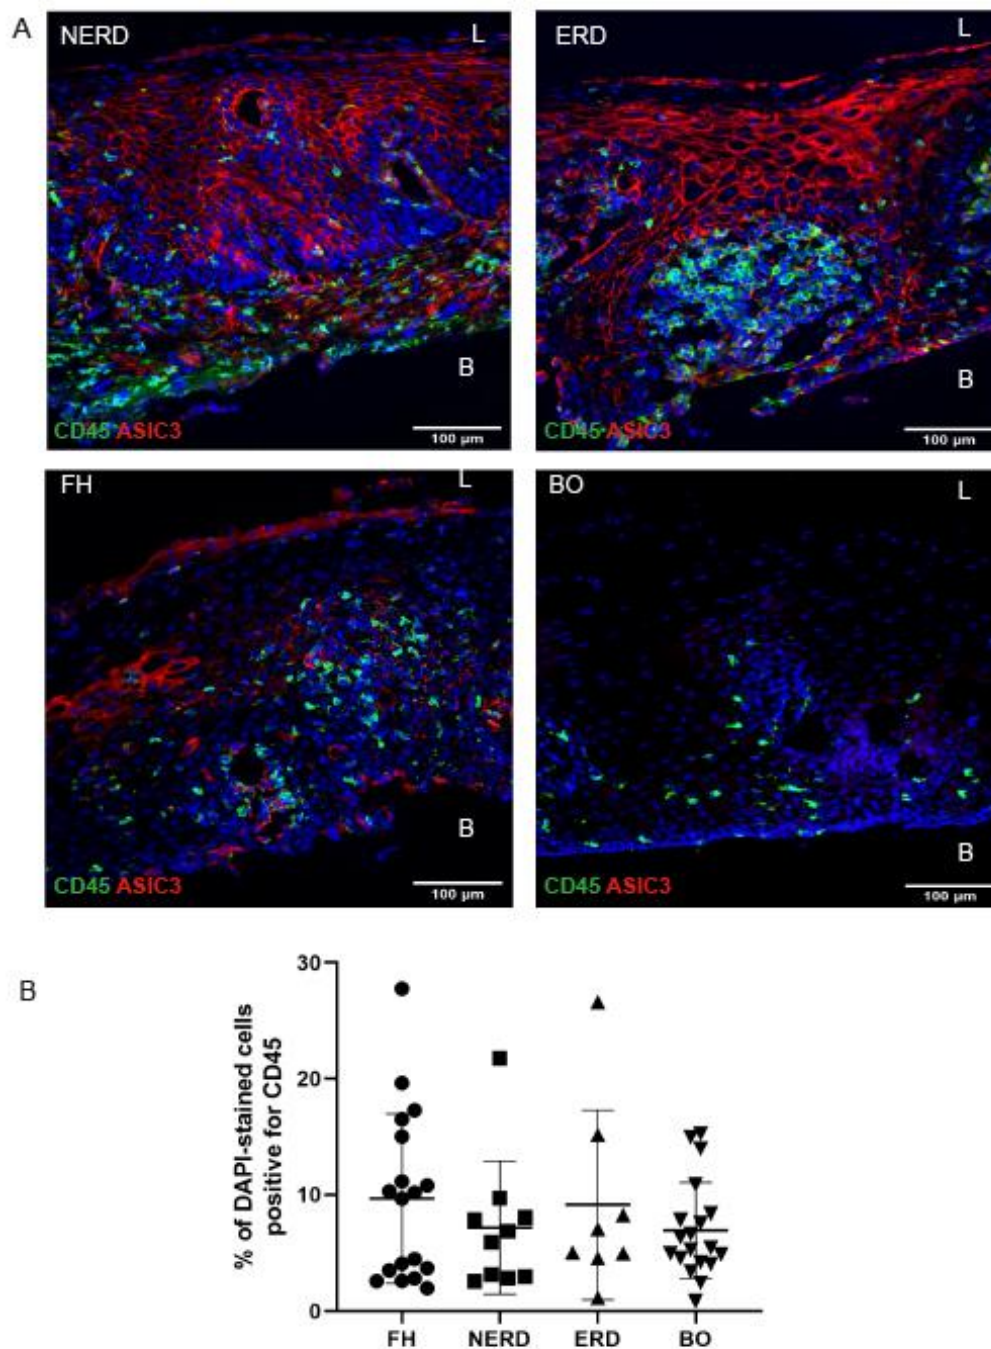 A
NERD
L
B
CD45 ASIC3
100 µm
ERD
L
B
CD45 ASIC3
100 µm
FH
L
B
CD45 ASIC3
100 µm
BO
L
B
CD45 ASIC3
100 µm
B
% of DAPI-stained cells
positive for CD45
30
20
10
0
FH NERD ERD BO